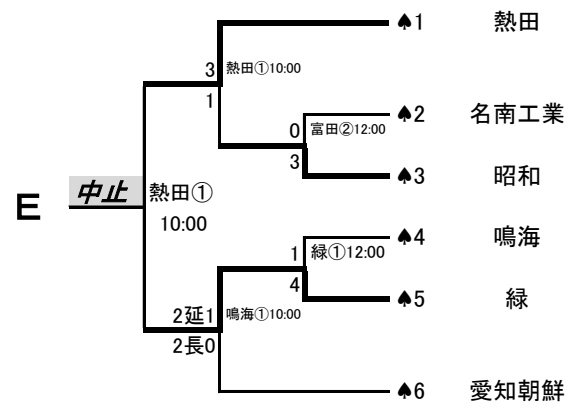 ♠1 熱田
3 熱田①10:00
1
♠2 名南工業
0 富田②12:00
3
♠3 昭和
E 中止 熱田①
10:00
♠4 鳴海
1 緑①12:00
4
♠5 緑
2延1 鳴海①10:00
2長0
♠6 愛知朝鮮